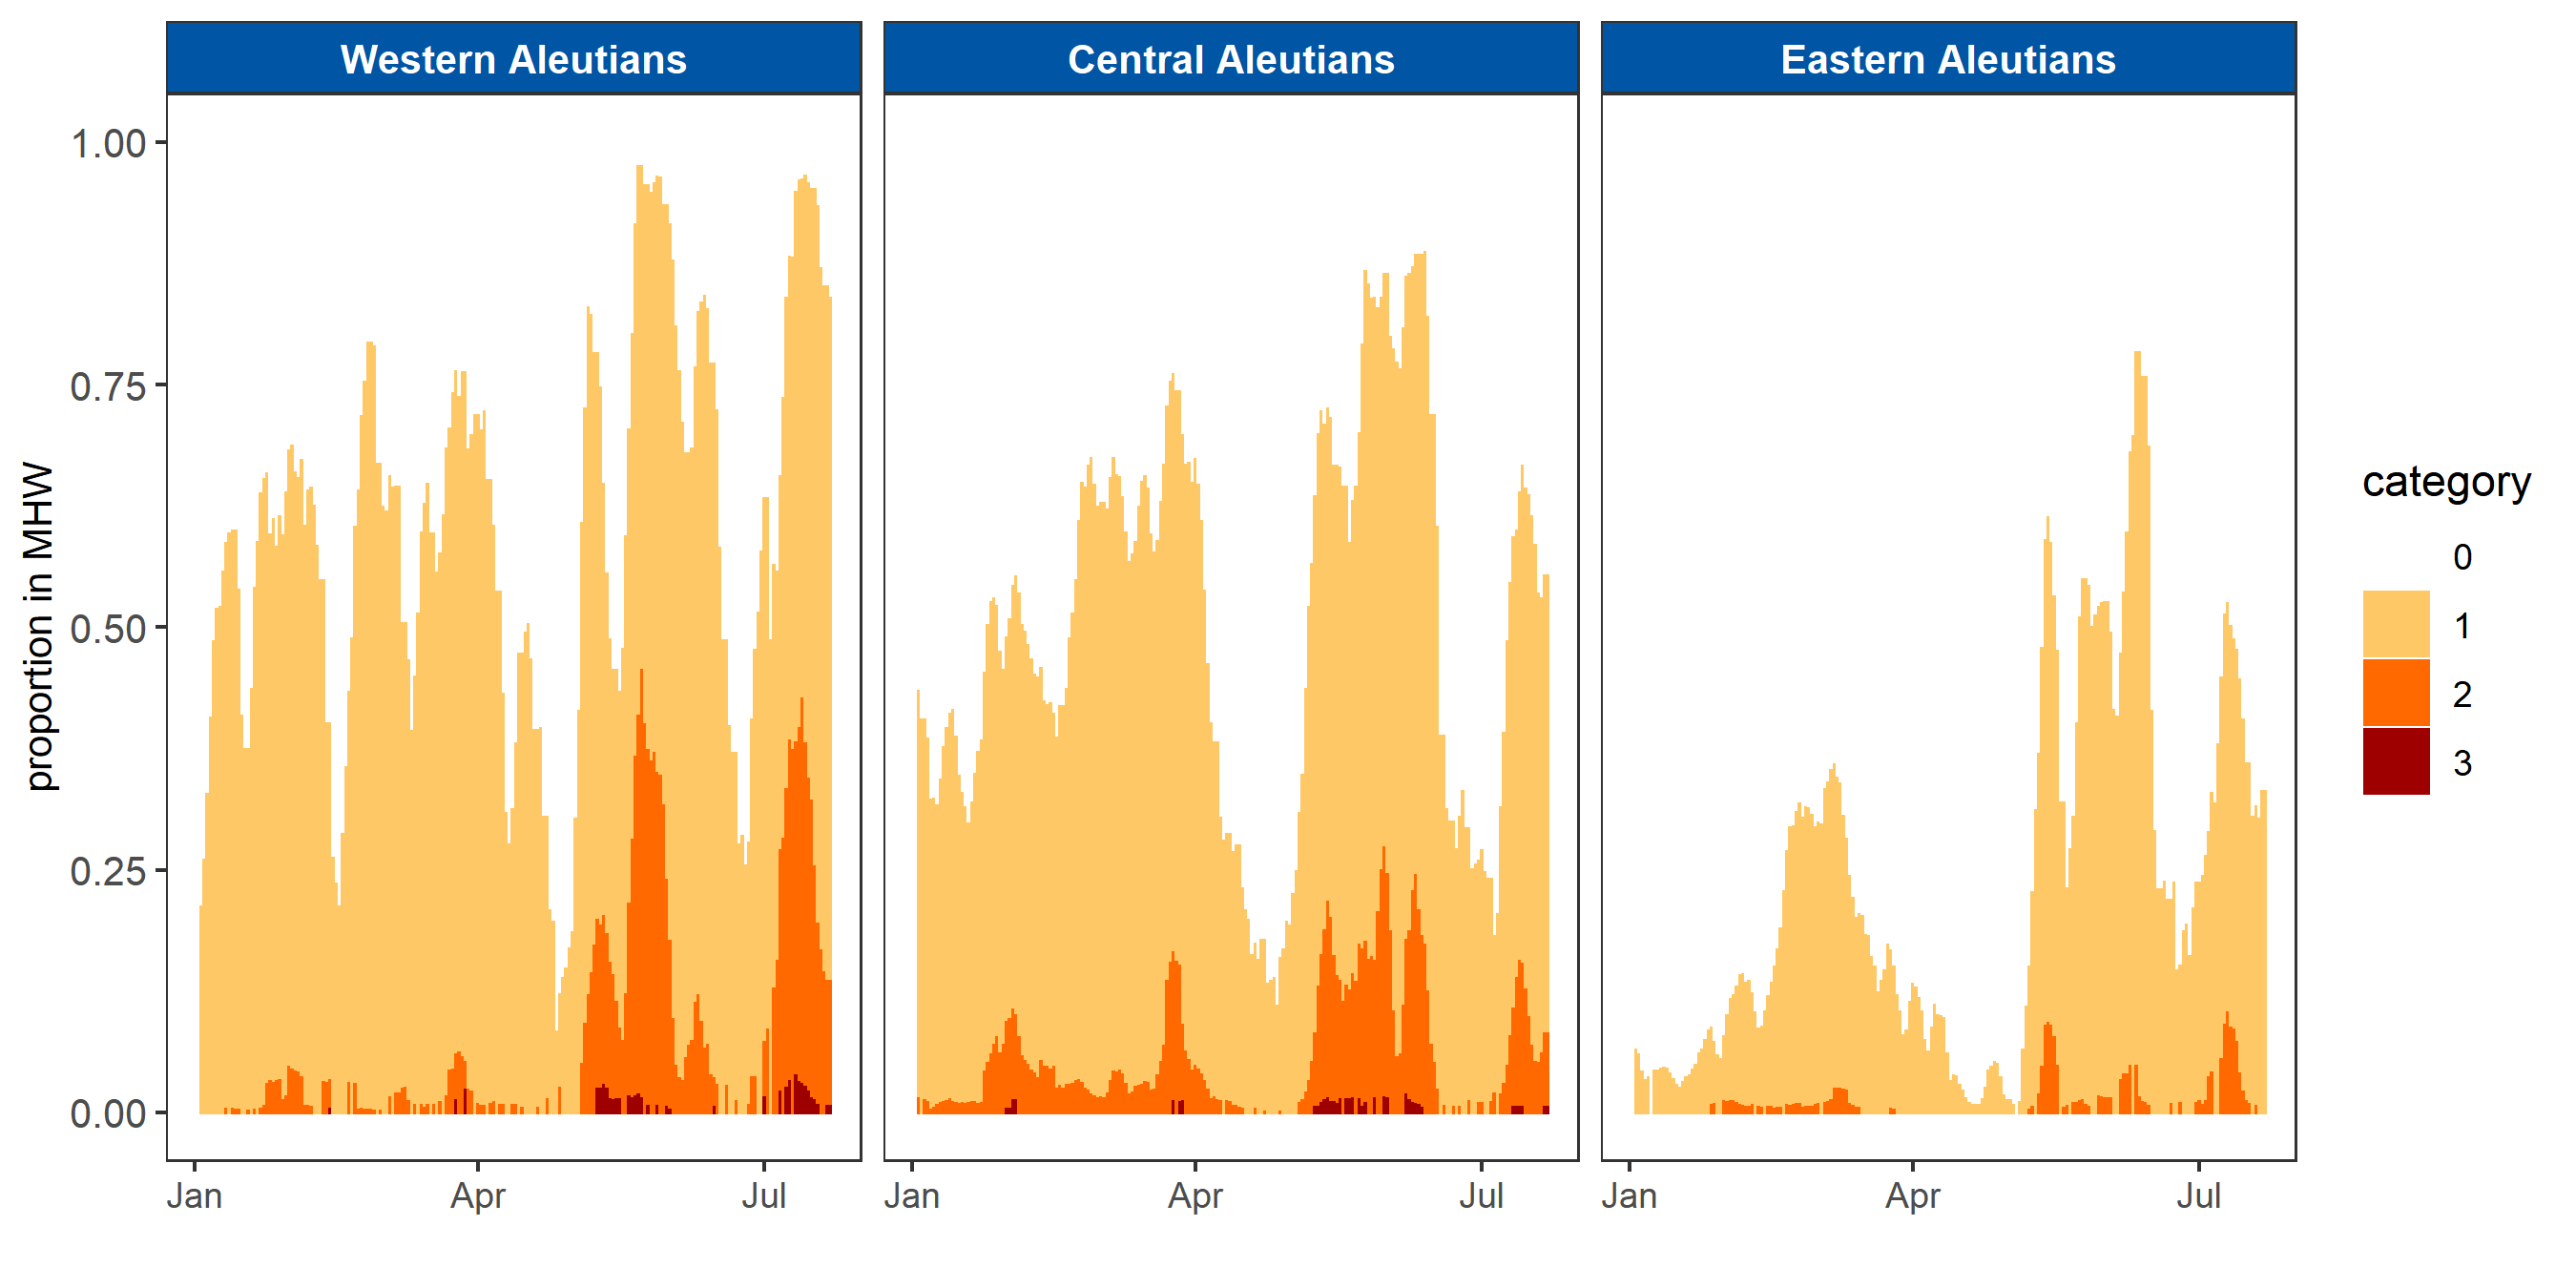 Western Aleutians
Central Aleutians
Eastern Aleutians
1.00
0.75
0.50
0.25
0.00
proportion in MHW
Jan
Apr
Jul
Jan
Apr
Jul
Jan
Apr
Jul
category
0
1
2
3